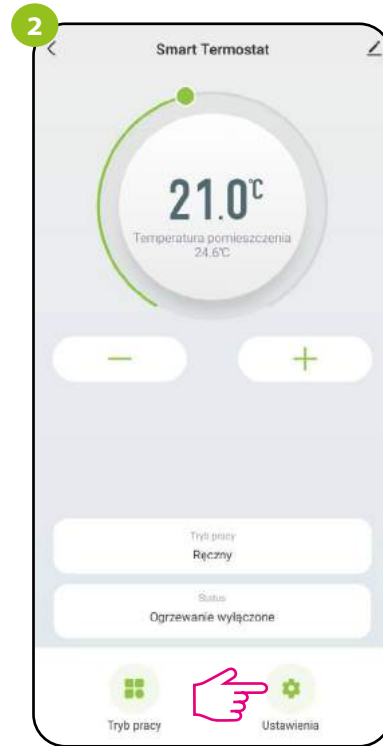 2
Smart Termostat
21.0℃
Temperatura pomieszczenia
24.6℃
Tryb pracy
Ręczny
Status
Ogrzewanie wyłączone
Tryb pracy
Ustawienia